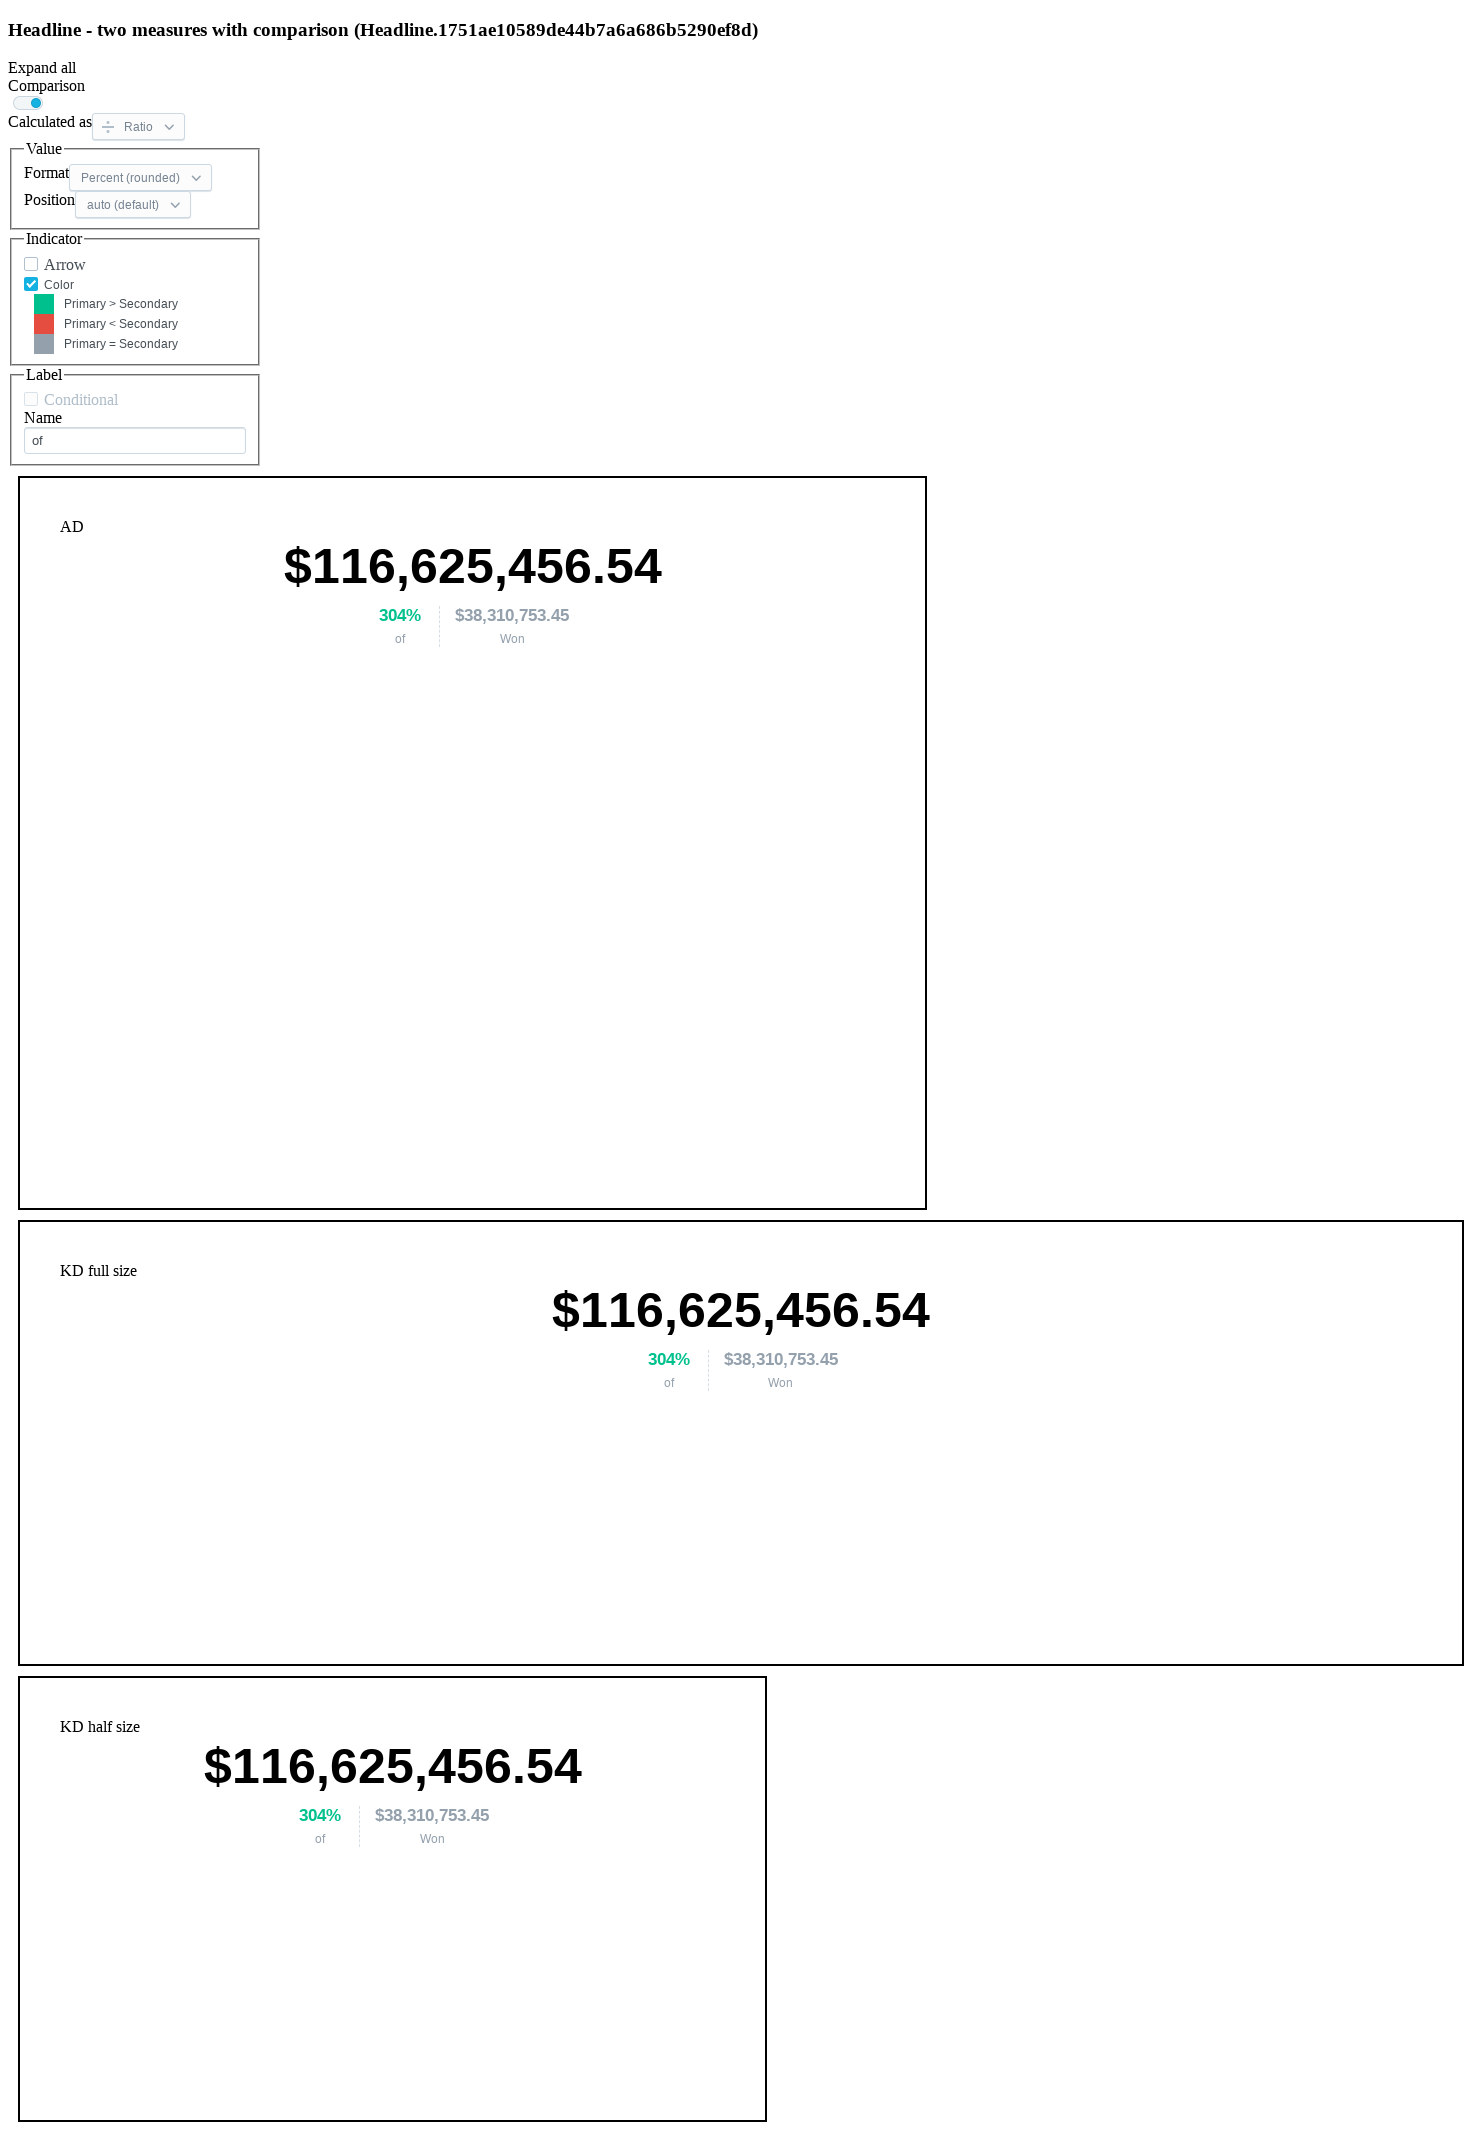 Headline - two measures with comparison (Headline.1751ae10589de44b7a6a686b5290ef8d)
Expand all
Comparison
Calculated as Ratio
Value
Format Percent (rounded)
Position auto (default)
Indicator
Arrow
Color
Primary > Secondary
Primary < Secondary
Primary = Secondary
Label
Conditional
Name
of
AD
$116,625,456.54
304% $38,310,753.45
of Won
KD full size
$116,625,456.54
304% $38,310,753.45
of Won
KD half size
$116,625,456.54
304% $38,310,753.45
of Won